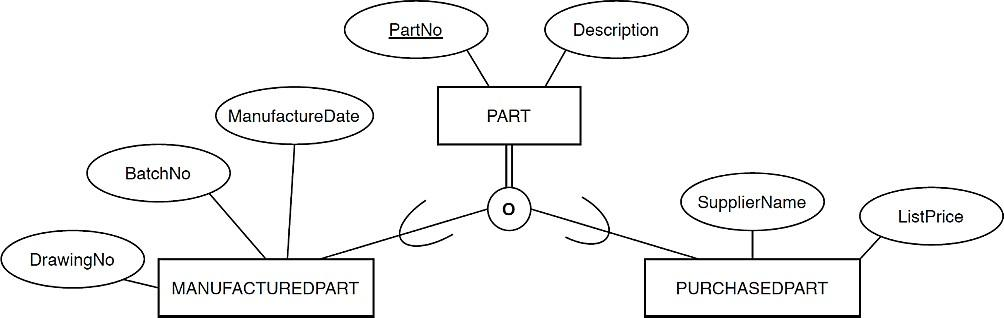 PartNo
Description
PART
ManufactureDate
BatchNo
DrawingNo
MANUFACTUREDPART
O
SupplierName
ListPrice
PURCHASEDPART